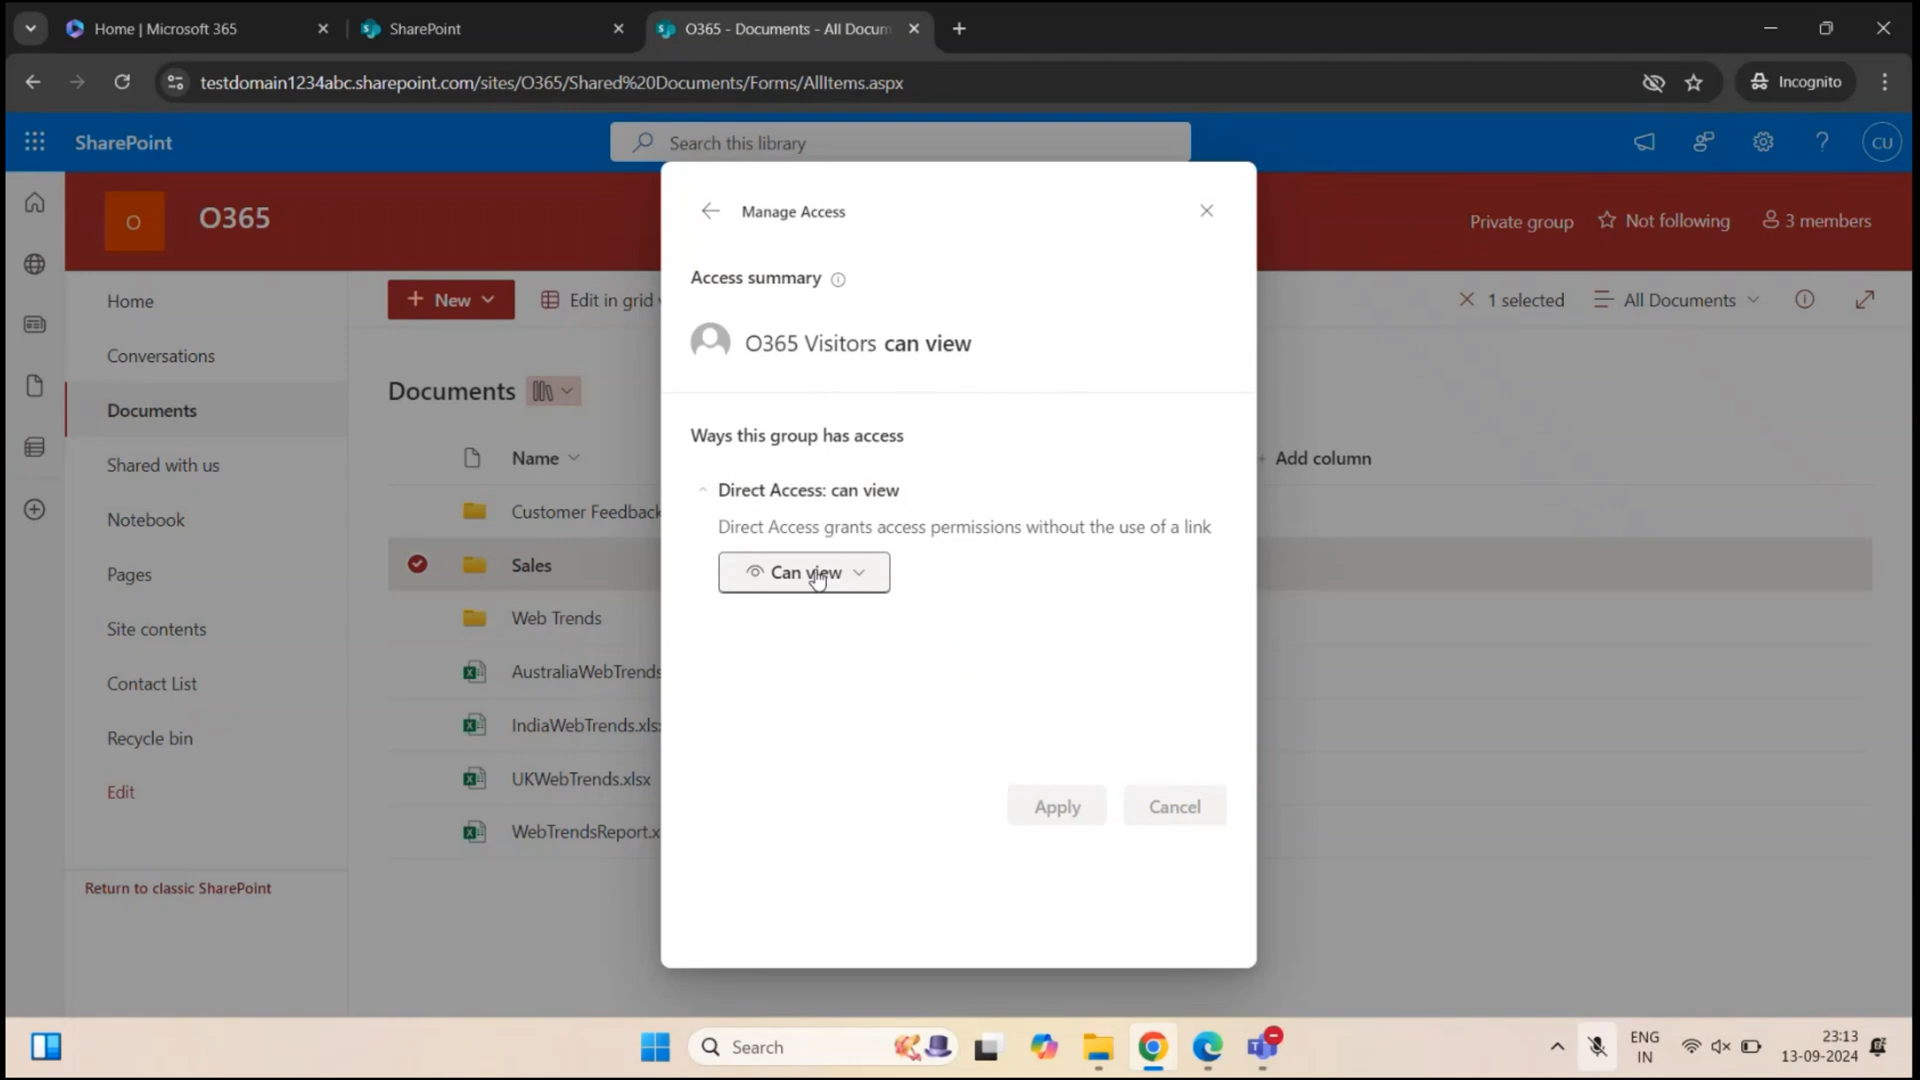 Home | Microsoft 365
SharePoint
O365 - Documents - All Docum
testdomain1234abc.sharepoint.com/sites/O365/Shared%20Documents/Forms/AllItems.aspx
Incognito
SharePoint
Search this library
CU
O
O365
Private group
Not following
3 members
Home
Conversations
Documents
Shared with us
Notebook
Pages
Site contents
Contact List
Recycle bin
Edit
Return to classic SharePoint
New
Edit in grid
1 selected
All Documents
Documents
Name
Add column
Customer Feedback
Sales
Web Trends
AustraliaWebTrends
IndiaWebTrends.xls
UKWebTrends.xlsx
WebTrendsReport.x
Manage Access
Access summary
O365 Visitors can view
Ways this group has access
Direct Access: can view
Direct Access grants access permissions without the use of a link
Can view
Apply
Cancel
Search
ENG
IN
23:13
13-09-2024